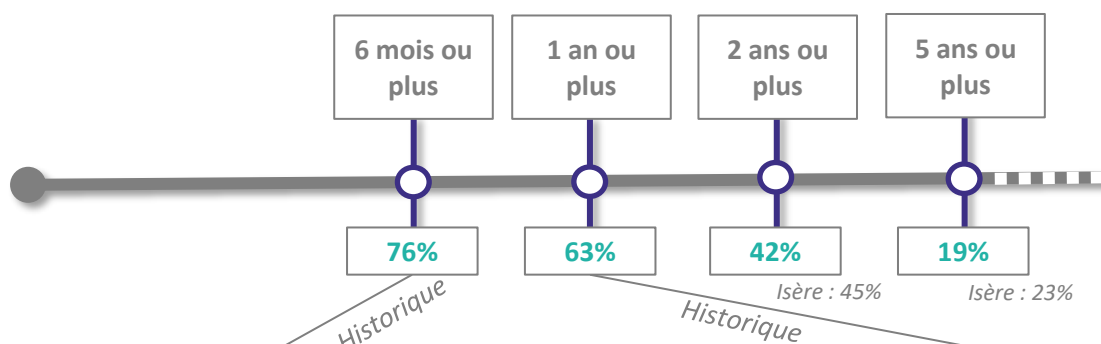 6 mois ou
plus
1 an ou
plus
2 ans ou
plus
5 ans ou
plus
76%
63%
42%
19%
Isère : 45%
Isère : 23%
Historique
Historique